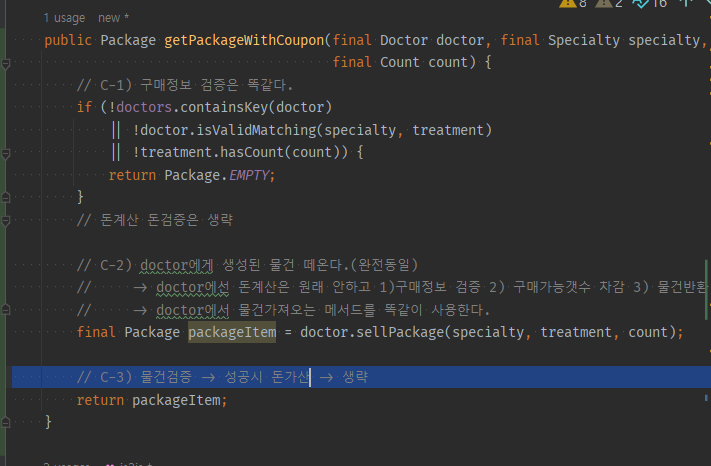 8 2 16
1 usage new *
public Package getPackageWithCoupon(final Doctor doctor, final Specialty specialty,
final Count count) {
// C-1) 구매정보 검증은 똑같다.
if (!doctors.containsKey(doctor)
|| !doctor.isValidMatching(specialty, treatment)
|| !treatment.hasCount(count)) {
return Package.EMPTY;
}
// 돈계산 돈검증은 생략
// C-2) doctor에게 생성된 물건 떼온다.(완전동일)
// -> doctor에선 돈계산은 원래 안하고 1)구매정보 검증 2) 구매가능갯수 차감 3) 물건반환
// -> doctor에서 물건가져오는 메서드를 똑같이 사용한다.
final Package packageItem = doctor.sellPackage(specialty, treatment, count);
// C-3) 물건검증 -> 성공시 돈가산 -> 생략
return packageItem;
}